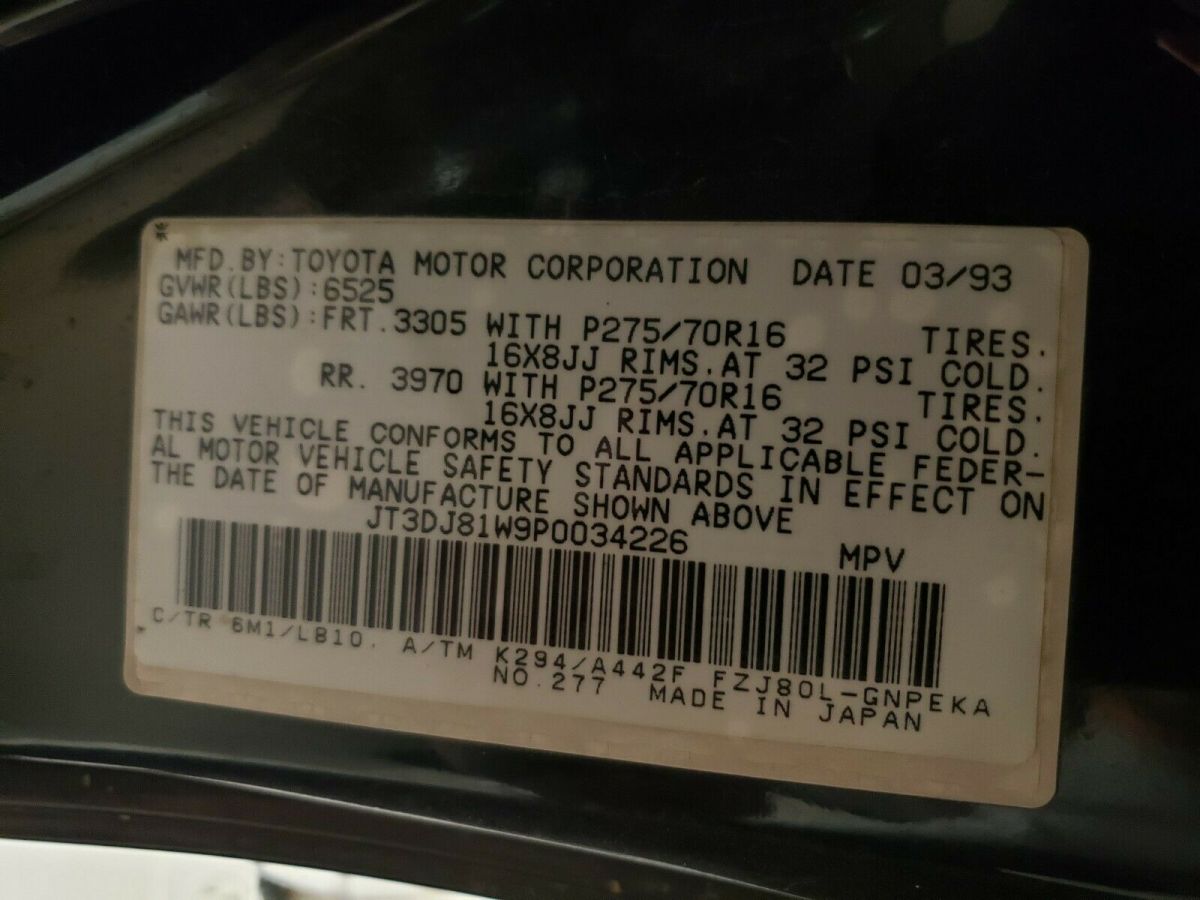 MFD. BY: TOYOTA MOTOR CORPORATION DATE 03/93
GVWR(LBS):6525
GAWR(LBS):FRT.3305 WITH P275/70R16 TIRES.
16X8JJ RIMS.AT 32 PSI COLD.
RR. 3970 WITH P275/70R16 TIRES.
16X8JJ RIMS.AT 32 PSI COLD.
THIS VEHICLE CONFORMS TO ALL APPLICABLE FEDER-
AL MOTOR VEHICLE SAFETY STANDARDS IN EFFECT ON
THE DATE OF MANUFACTURE SHOWN ABOVE
JT3DJ81W9P0034226 MPV
C/TR 6M1/LB10. A/TM K294/A442F FZJ80L-GNPEKA
NO.277 MADE IN JAPAN